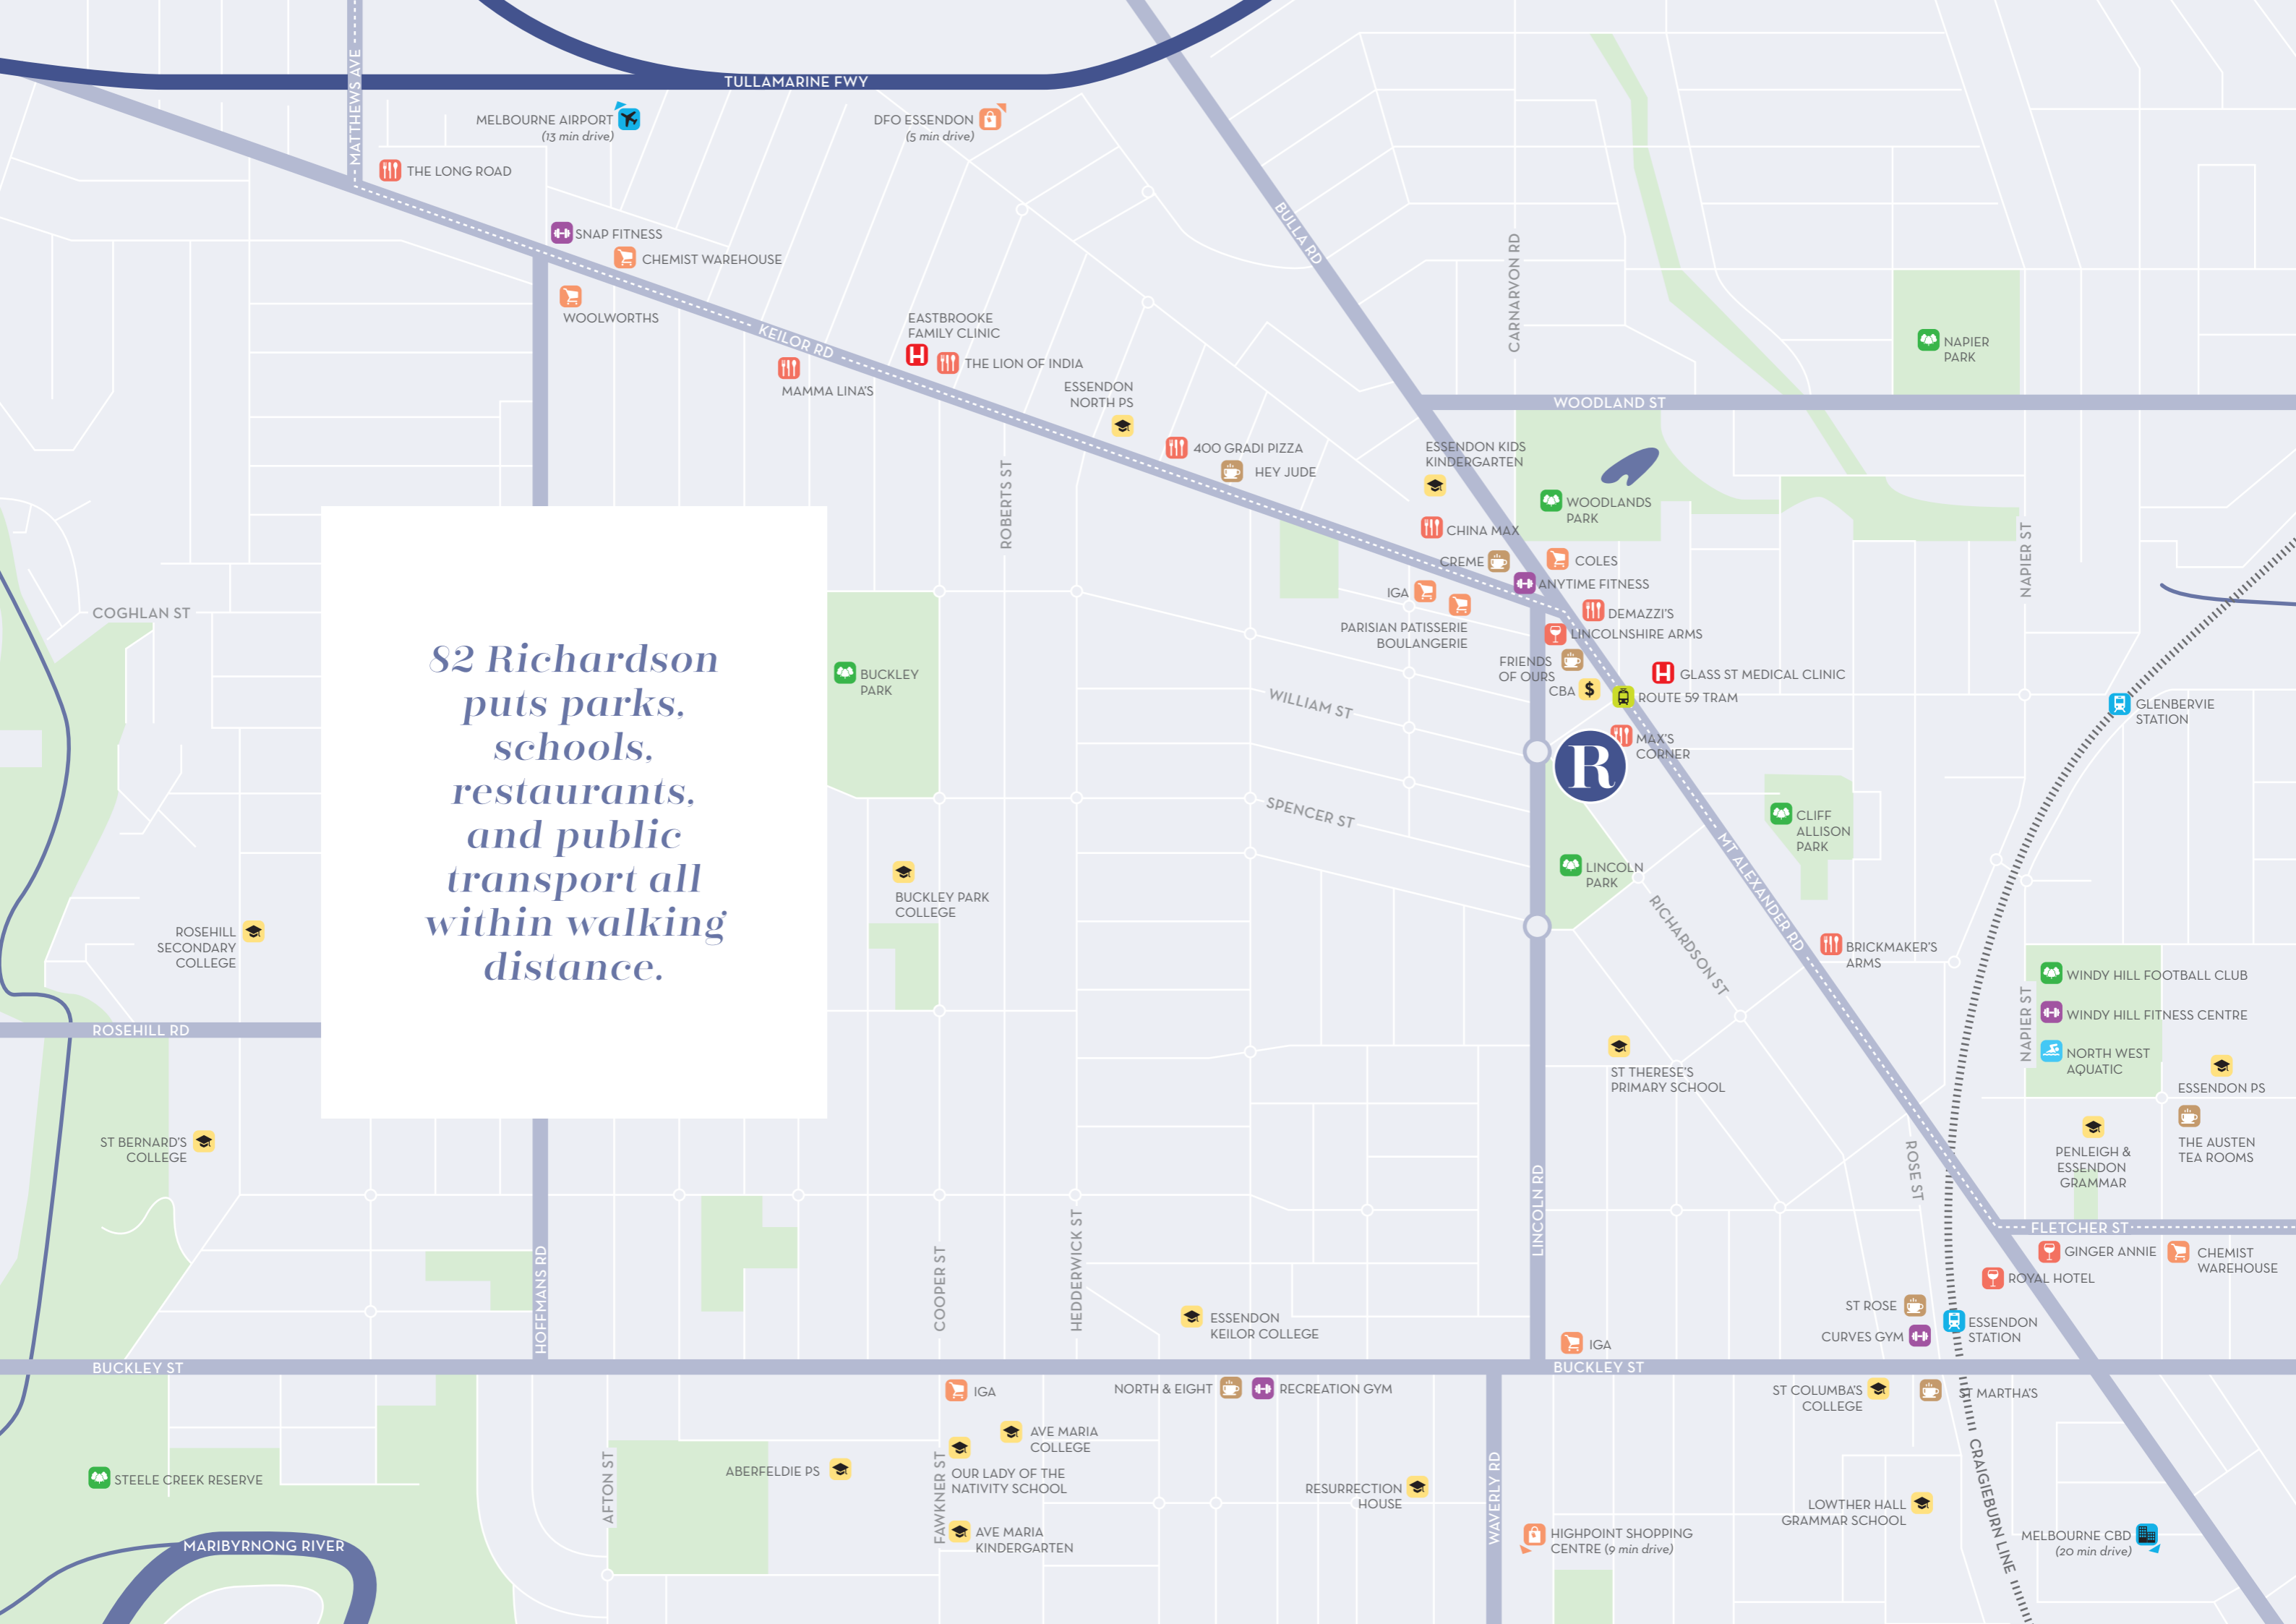 TULLAMARINE FWY
MATTHEWS AVE
MELBOURNE AIRPORT
(13 min drive)
DFO ESSENDON
(5 min drive)
THE LONG ROAD
SNAP FITNESS
CHEMIST WAREHOUSE
WOOLWORTHS
KEILOR RD
MAMMA LINA'S
EASTBROOKE
FAMILY CLINIC
THE LION OF INDIA
ESSENDON
NORTH PS
400 GRADI PIZZA
HEY JUDE
BULLA RD
CARNARVON RD
NAPIER
PARK
WOODLAND ST
ESSENDON KIDS
KINDERGARTEN
WOODLANDS
PARK
CHINA MAX
CREME
COLES
ANYTIME FITNESS
IGA
PARISIAN PATISSERIE
BOULANGERIE
DEMAZZI'S
LINCOLNSHIRE ARMS
FRIENDS
OF OURS
CBA
GLASS ST MEDICAL CLINIC
ROUTE 59 TRAM
MAX'S
CORNER
R
NAPIER ST
GLENBERVIE
STATION
ROBERTS ST
COGHLAN ST
82 Richardson
puts parks,
schools,
restaurants,
and public
transport all
within walking
distance.
BUCKLEY
PARK
WILLIAM ST
SPENCER ST
CLIFF
ALLISON
PARK
LINCOLN
PARK
MT ALEXANDER RD
RICHARDSON ST
BUCKLEY PARK
COLLEGE
ROSEHILL
SECONDARY
COLLEGE
BRICKMAKER'S
ARMS
WINDY HILL FOOTBALL CLUB
WINDY HILL FITNESS CENTRE
NAPIER ST
NORTH WEST
AQUATIC
ESSENDON PS
ROSEHILL RD
ST THERESE'S
PRIMARY SCHOOL
ST BERNARD'S
COLLEGE
PENLEIGH &
ESSENDON
GRAMMAR
THE AUSTEN
TEA ROOMS
ROSE ST
LINCOLN RD
FLETCHER ST
GINGER ANNIE
CHEMIST
WAREHOUSE
ROYAL HOTEL
HOFFMANS RD
COOPER ST
HEDDERWICK ST
ESSENDON
KEILOR COLLEGE
ST ROSE
CURVES GYM
ESSENDON
STATION
IGA
BUCKLEY ST
BUCKLEY ST
IGA
NORTH & EIGHT
RECREATION GYM
ST COLUMBA'S
COLLEGE
ST MARTHA'S
AVE MARIA
COLLEGE
ABERFELDIE PS
OUR LADY OF THE
NATIVITY SCHOOL
STEELE CREEK RESERVE
AFTON ST
FAWKNER ST
RESURRECTION
HOUSE
WAVERLY RD
LOWTHER HALL
GRAMMAR SCHOOL
CRAIGIEBURN LINE
AVE MARIA
KINDERGARTEN
HIGHPOINT SHOPPING
CENTRE (9 min drive)
MELBOURNE CBD
(20 min drive)
MARIBYRNONG RIVER